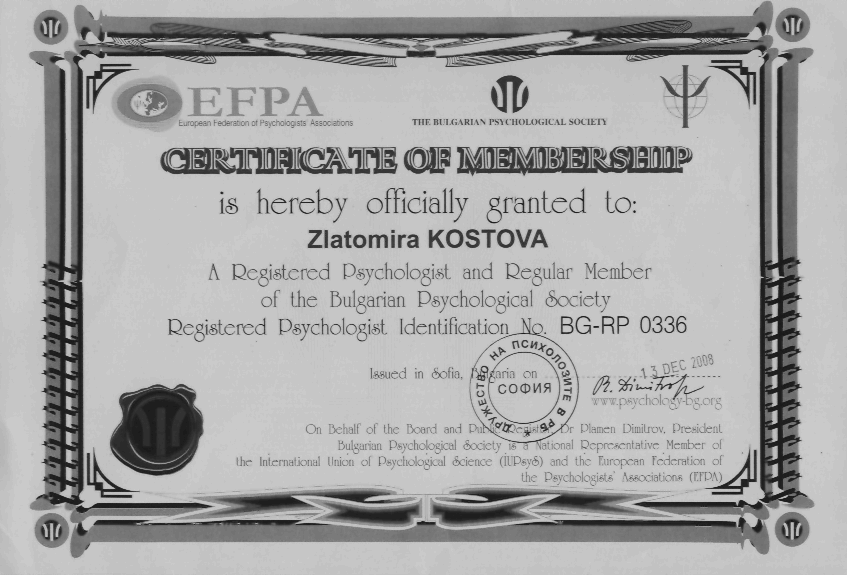 EFPA
European Federation of Psychologists' Associations
THE BULGARIAN PSYCHOLOGICAL SOCIETY
CERTIFICATE OF MEMBERSHIP
is hereby officially granted to:
Zlatomira KOSTOVA
A Registered Psychologist and Regular Member
of the Bulgarian Psychological Society
Registered Psychologist Identification No. BG-RP 0336
Issued in Sofia, Bulgaria on 13 DEC 2008
ДРУЖЕСТВО НА ПСИХОЛОЗИТЕ В РБ
СОФИЯ
P. Dimitrov
www.psychology-bg.org
On Behalf of the Board and Public Register, Dr Plamen Dimitrov, President
Bulgarian Psychological Society is a National Representative Member of
the International Union of Psychological Science (IUPsyS) and the European Federation of
the Psychologists' Associations (EFPA)